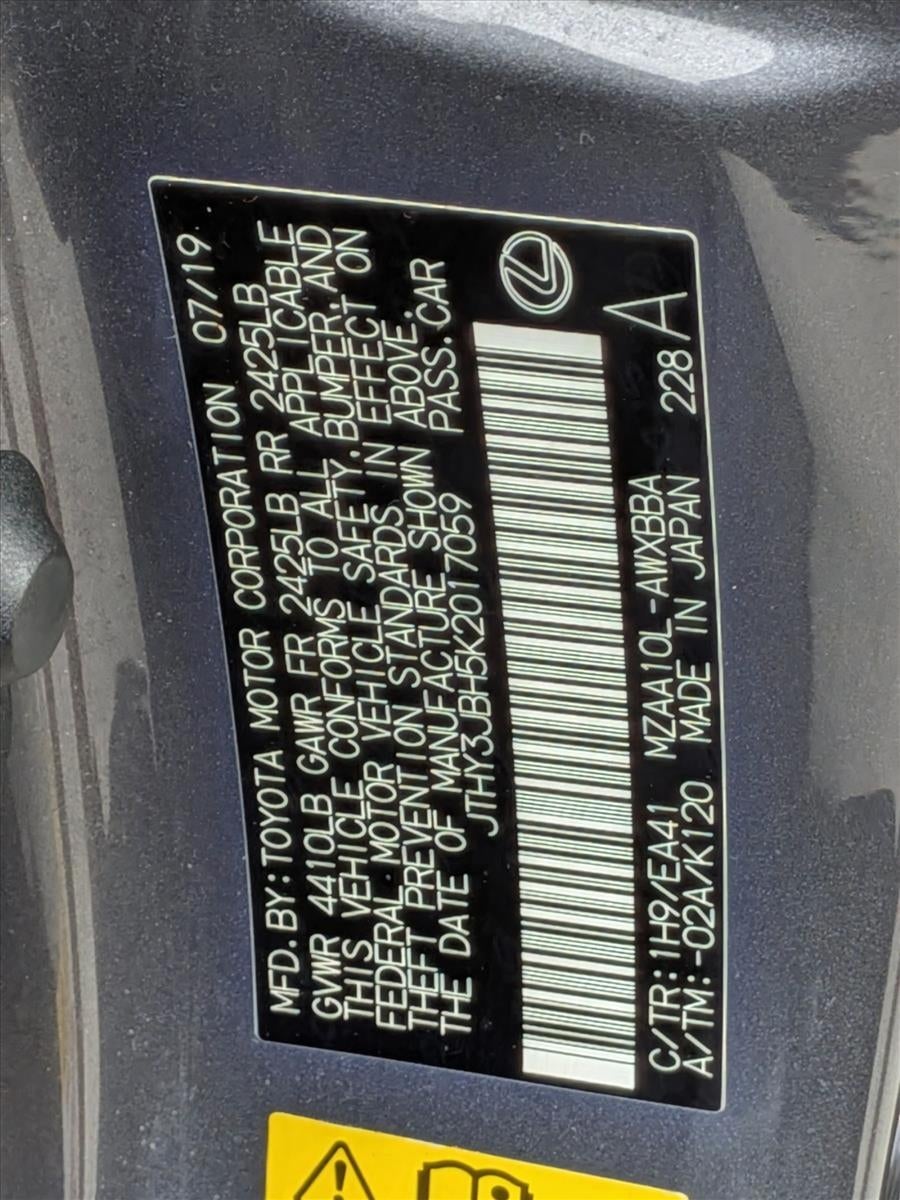 MFD. BY: TOYOTA MOTOR CORPORATION 07/19
GVWR 4410LB GAWR FR 2425LB RR 2425LB
THIS VEHICLE CONFORMS TO ALL APPLICABLE
FEDERAL MOTOR VEHICLE SAFETY, BUMPER, AND
THEFT PREVENTION STANDARDS IN EFFECT ON
THE DATE OF MANUFACTURE SHOWN ABOVE.
JTHY3JBH5K2017059 PASS. CAR
C/TR: 1H9/EA41 MZAA10L-AWXBBA
A/TM: -02A/K120 MADE IN JAPAN 228 A